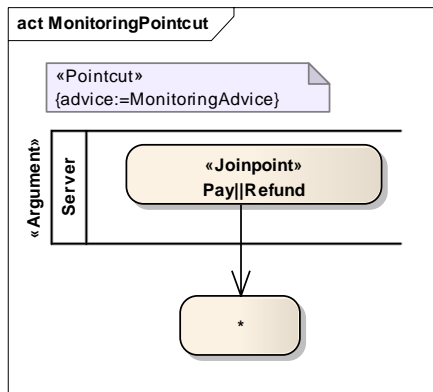 act MonitoringPointcut
«Pointcut»
{advice:=MonitoringAdvice}
«Argument»
Server
«Joinpoint»
Pay||Refund
*